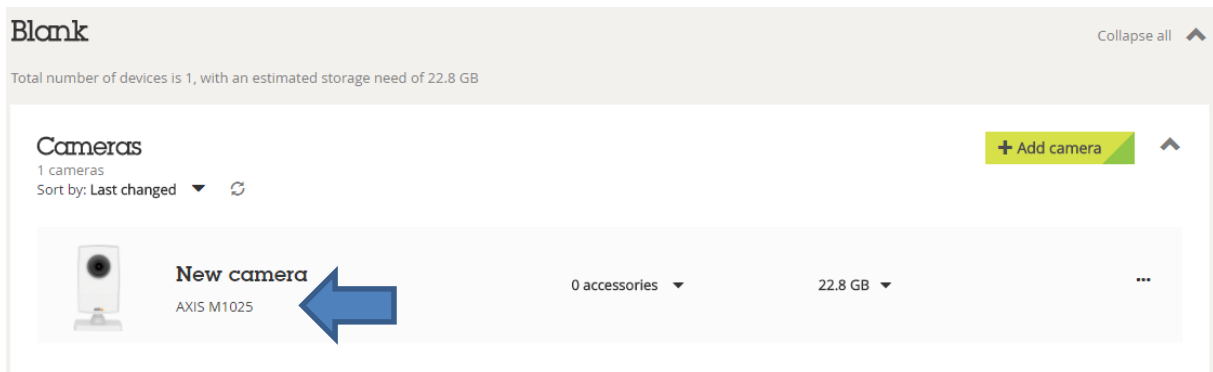 Blank
Collapse all
Total number of devices is 1, with an estimated storage need of 22.8 GB
Cameras
+ Add camera
1 cameras
Sort by: Last changed
New camera
AXIS M1025
0 accessories
22.8 GB
...